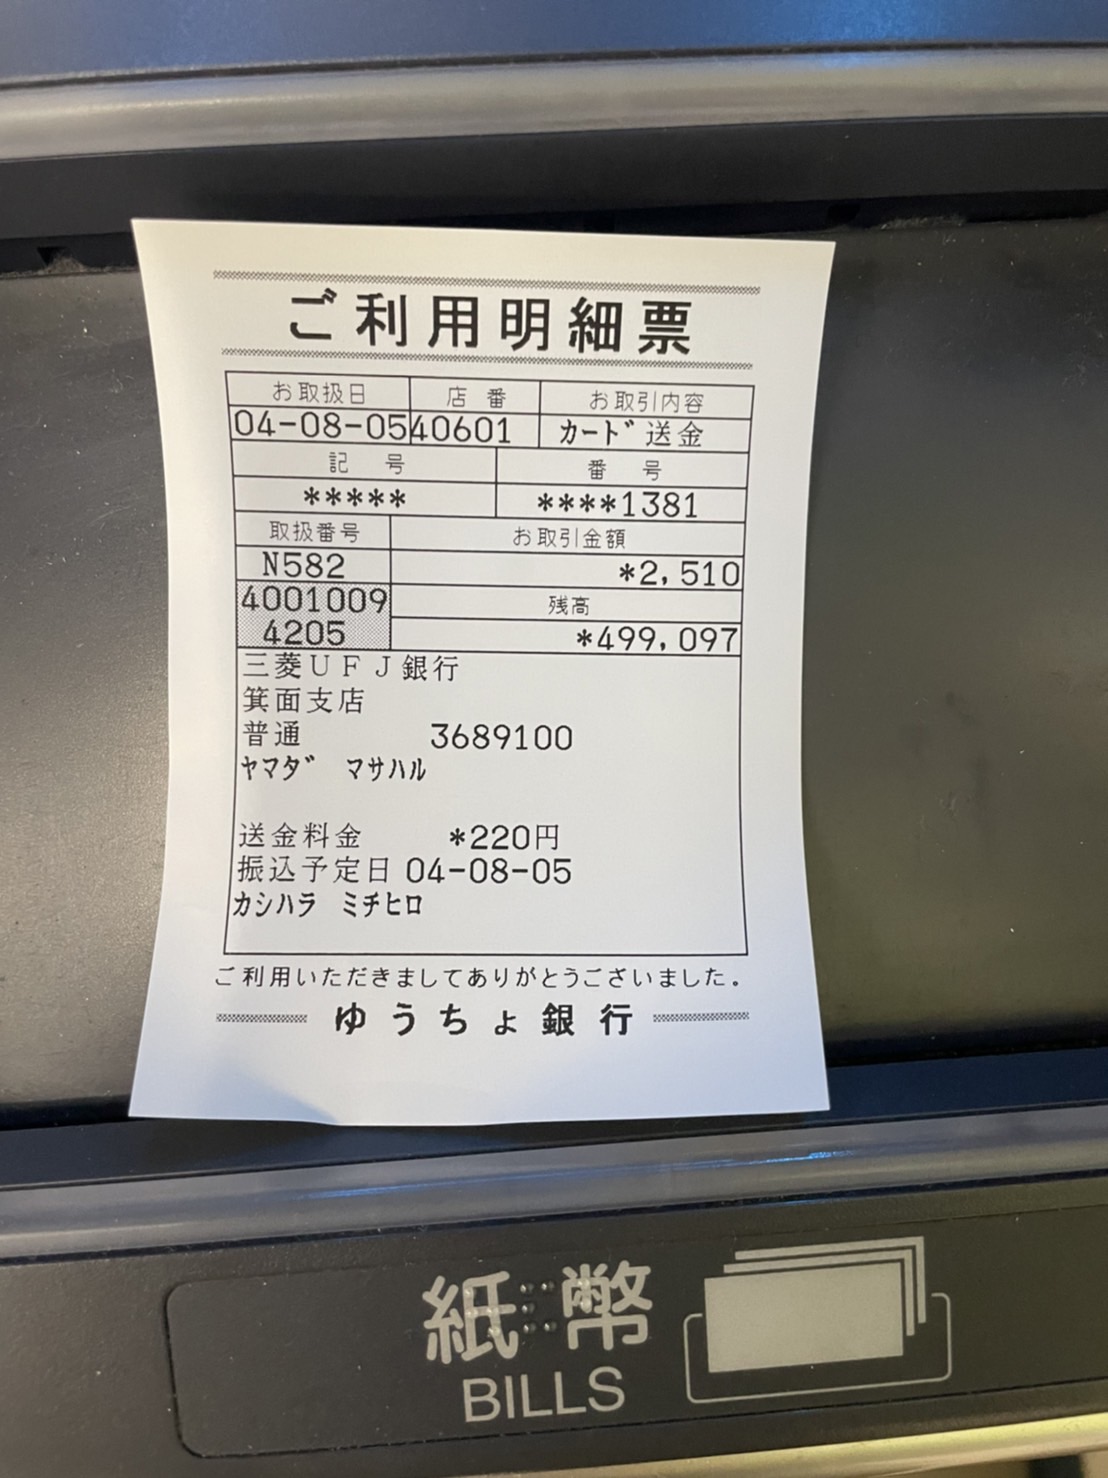 ご利用明細票
お取扱日 店番 お取引内容
04-08-05 40601 カード送金
記号 番号
***** ****1381
取扱番号 お取引金額
N582 *2,510
4001009 残高
4205 *499,097
三菱UFJ銀行
箕面支店
普通 3689100
ヤマダ マサハル
送金料金 *220円
振込予定日 04-08-05
カシハラ ミチヒロ
ご利用いただきましてありがとうございました。
ゆうちょ銀行
紙幣
BILLS